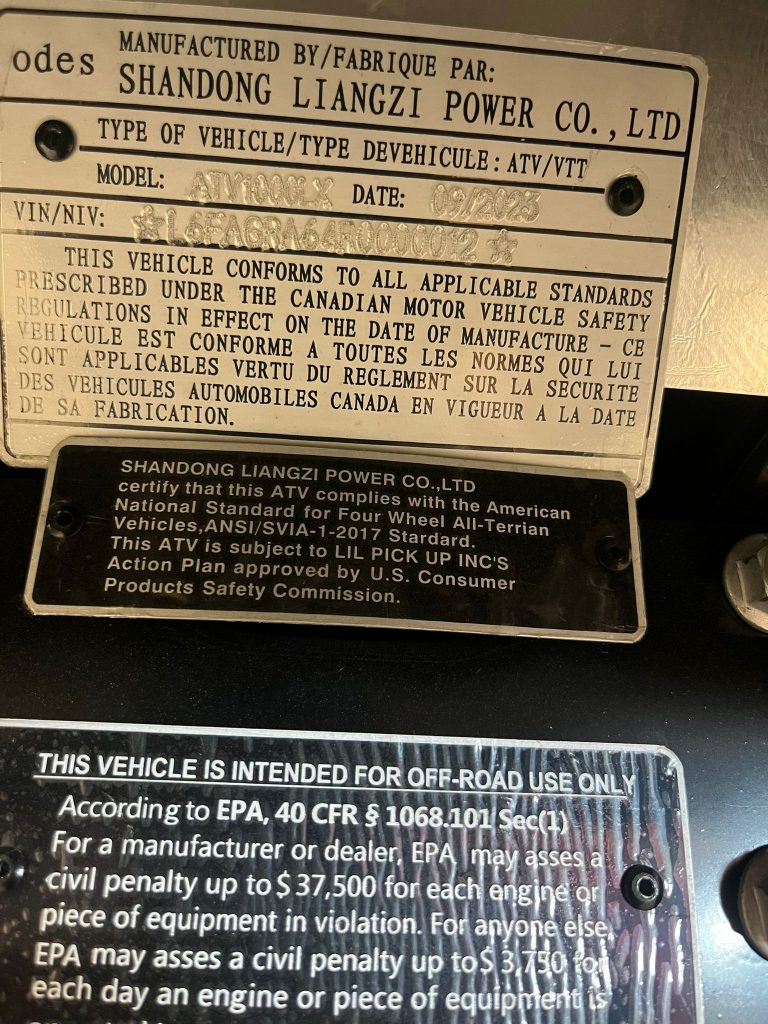 odes
MANUFACTURED BY/FABRIQUE PAR:
SHANDONG LIANGZI POWER CO.,LTD
TYPE OF VEHICLE/TYPE DEVEHICULE: ATV/VTT
MODEL: ATV1000LX DATE: 09/2023
VIN/NIV:
THIS VEHICLE CONFORMS TO ALL APPLICABLE STANDARDS
PRESCRIBED UNDER THE CANADIAN MOTOR VEHICLE SAFETY
REGULATIONS IN EFFECT ON THE DATE OF MANUFACTURE - CE
VEHICULE EST CONFORME A TOUTES LES NORMES QUI LUI
SONT APPLICABLES VERTU DU REGLEMENT SUR LA SECURITE
DES VEHICULES AUTOMOBILES CANADA EN VIGUEUR A LA DATE
DE SA FABRICATION.
SHANDONG LIANGZI POWER CO.,LTD
certify that this ATV complies with the American
National Standard for Four Wheel All-Terrian
Vehicles,ANSI/SVIA-1-2017 Stardard.
This ATV is subject to LIL PICK UP INC'S
Action Plan approved by U.S. Consumer
Products Safety Commission.
THIS VEHICLE IS INTENDED FOR OFF-ROAD USE ONLY
According to EPA, 40 CFR § 1068.101 Sec(1)
For a manufacturer or dealer, EPA may asses a
civil penalty up to $ 37,500 for each engine or
piece of equipment in violation. For anyone else
EPA may asses a civil penalty up to $ 3,750 for
each day an engine or piece of equipment is